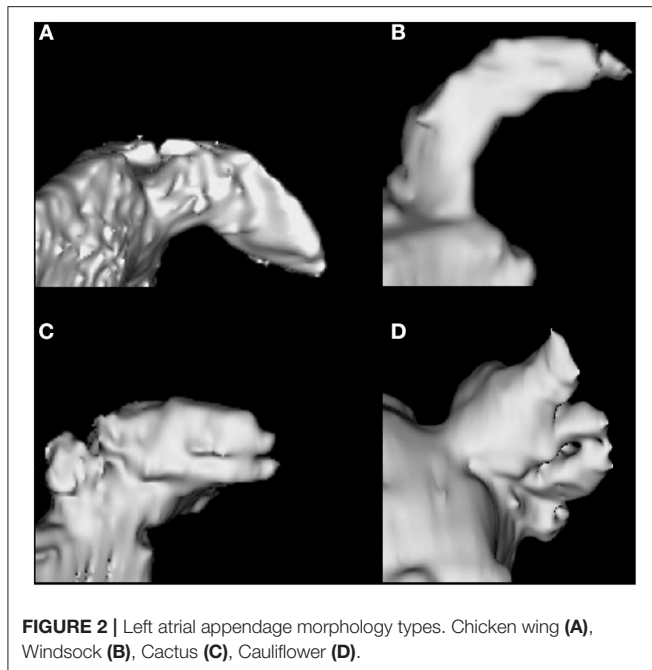 A
B
C
D
FIGURE 2 | Left atrial appendage morphology types. Chicken wing (A),
Windsock (B), Cactus (C), Cauliflower (D).